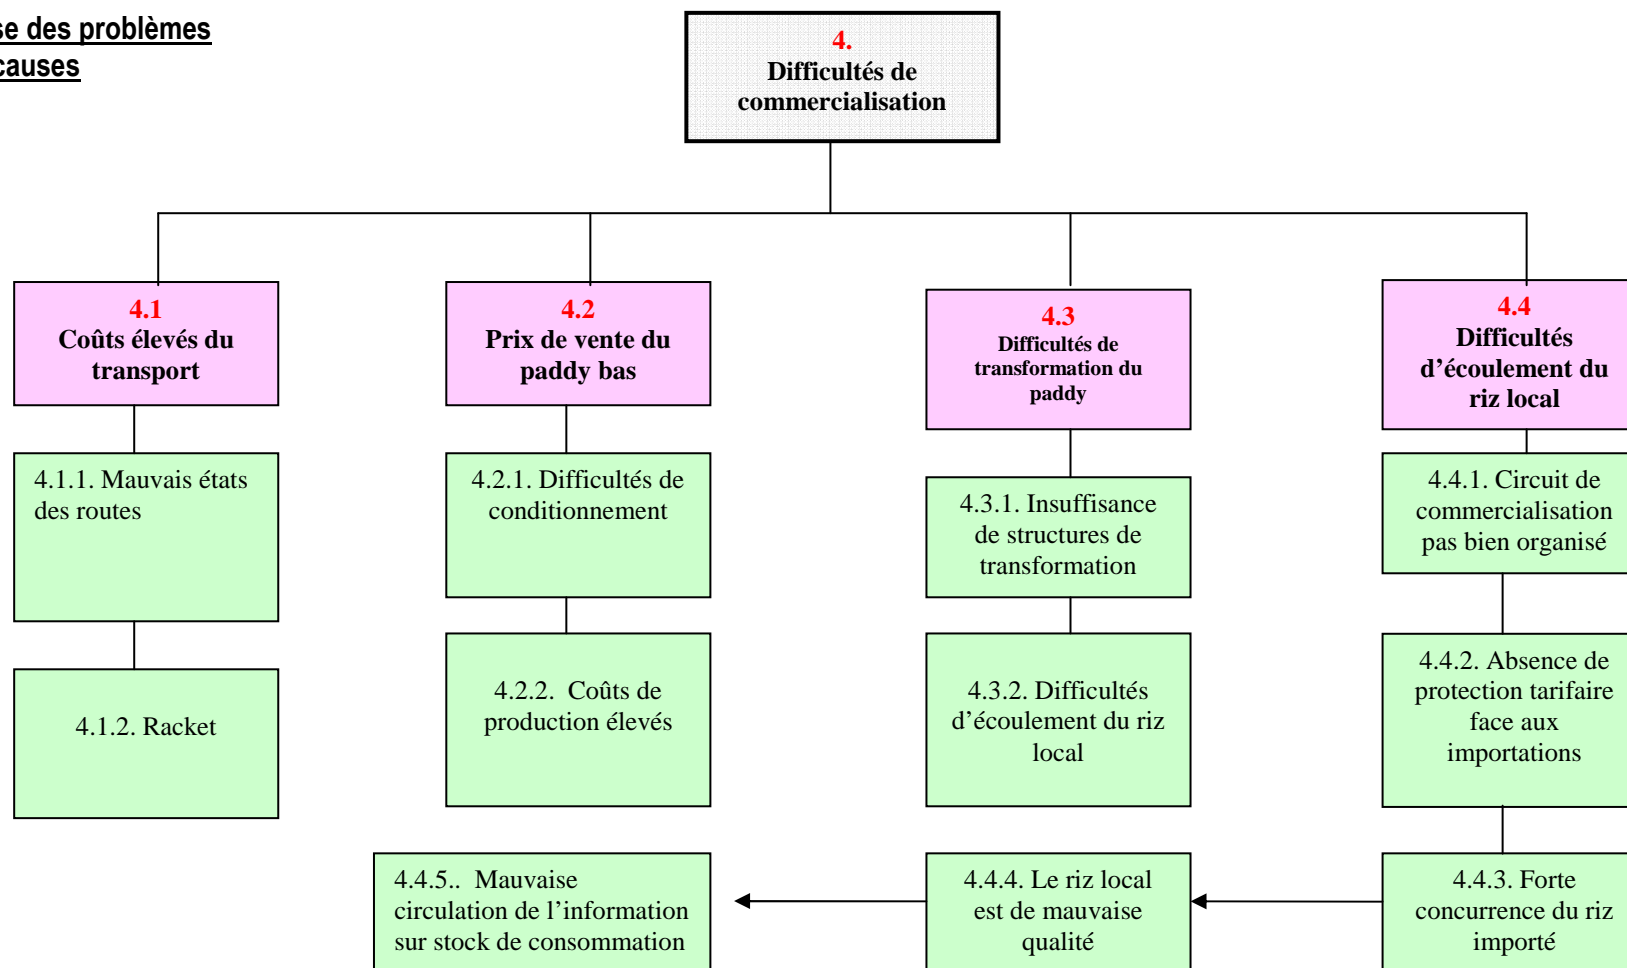 se des problèmes
causes
4.
Difficultés de
commercialisation
4.1
Coûts élevés du
transport
4.2
Prix de vente du
paddy bas
4.3
Difficultés de
transformation du
paddy
4.4
Difficultés
d’écoulement du
riz local
4.1.1. Mauvais états
des routes
4.2.1. Difficultés de
conditionnement
4.3.1. Insuffisance
de structures de
transformation
4.4.1. Circuit de
commercialisation
pas bien organisé
4.1.2. Racket
4.2.2.  Coûts de
production élevés
4.3.2. Difficultés
d’écoulement du riz
local
4.4.2. Absence de
protection tarifaire
face aux
importations
4.4.5..  Mauvaise
circulation de l’information
sur stock de consommation
4.4.4. Le riz local
est de mauvaise
qualité
4.4.3. Forte
concurrence du riz
importé